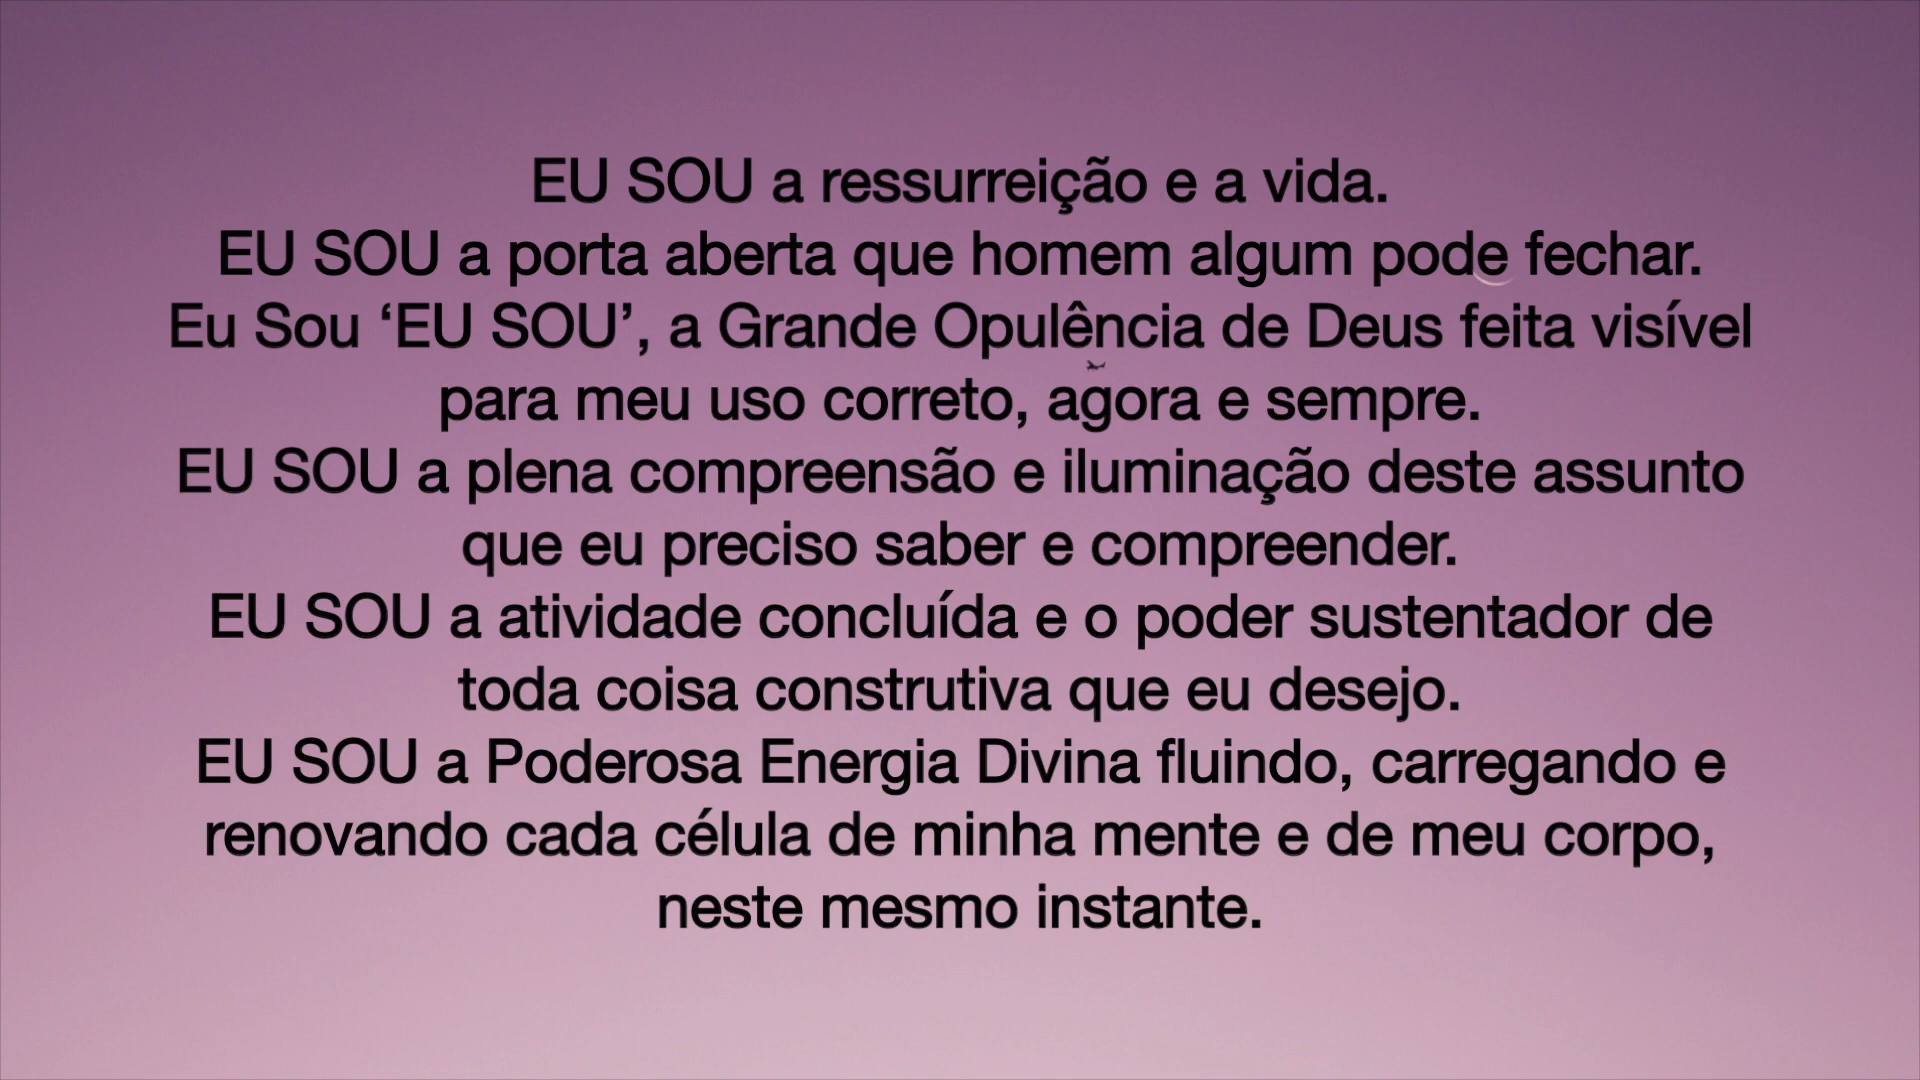 EU SOU a ressurreição e a vida.
EU SOU a porta aberta que homem algum pode fechar.
Eu Sou ‘EU SOU’, a Grande Opulência de Deus feita visível
para meu uso correto, agora e sempre.
EU SOU a plena compreensão e iluminação deste assunto
que eu preciso saber e compreender.
EU SOU a atividade concluída e o poder sustentador de
toda coisa construtiva que eu desejo.
EU SOU a Poderosa Energia Divina fluindo, carregando e
renovando cada célula de minha mente e de meu corpo,
neste mesmo instante.